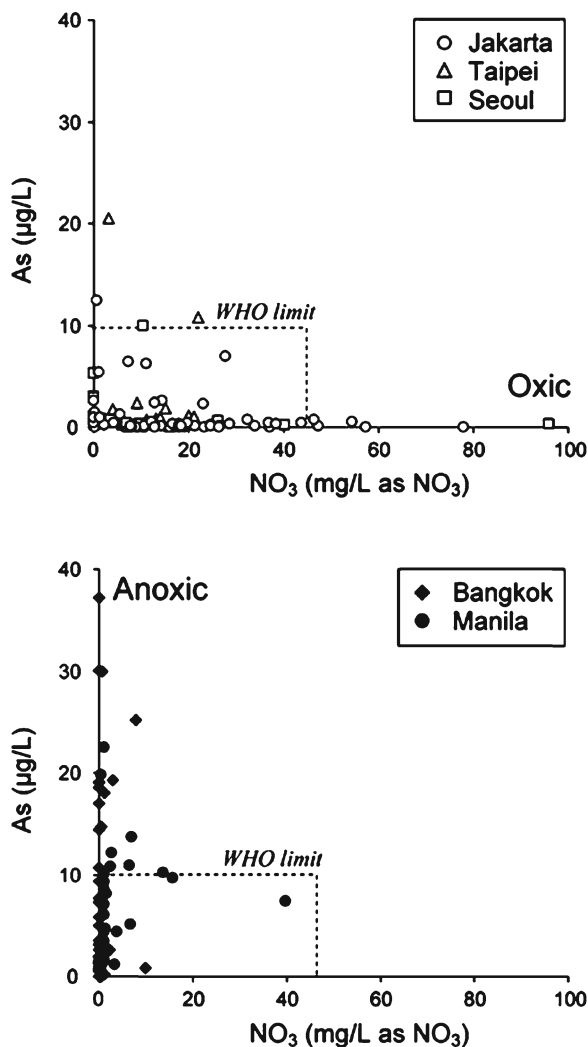 40
Jakarta
Taipei
Seoul
30
As (µg/L)
20
WHO limit
10
Oxic
0
0 20 40 60 80 100
NO₃ (mg/L as NO₃)
40
Anoxic
Bangkok
Manila
30
As (µg/L)
20
WHO limit
10
0
0 20 40 60 80 100
NO₃ (mg/L as NO₃)